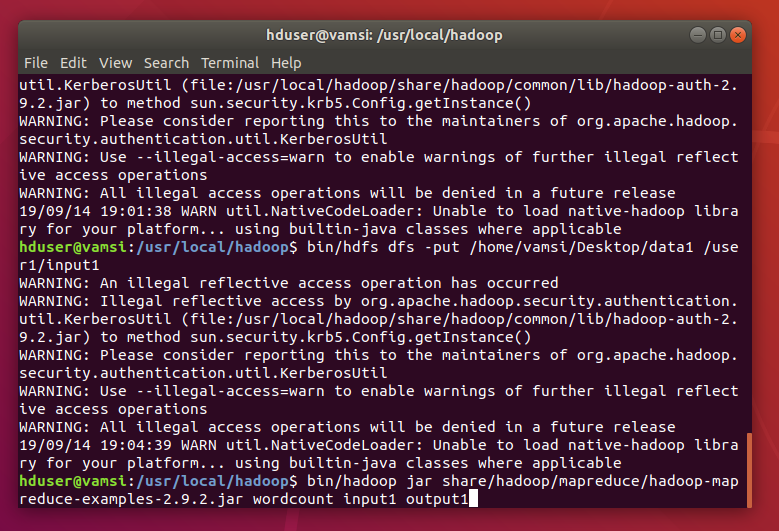 hduser@vamsi: /usr/local/hadoop
File Edit View Search Terminal Help
util.KerberosUtil (file:/usr/local/hadoop/share/hadoop/common/lib/hadoop-auth-2.
9.2.jar) to method sun.security.krb5.Config.getInstance()
WARNING: Please consider reporting this to the maintainers of org.apache.hadoop.
security.authentication.util.KerberosUtil
WARNING: Use --illegal-access=warn to enable warnings of further illegal reflect
ive access operations
WARNING: All illegal access operations will be denied in a future release
19/09/14 19:01:38 WARN util.NativeCodeLoader: Unable to load native-hadoop libra
ry for your platform... using builtin-java classes where applicable
hduser@vamsi:/usr/local/hadoop$ bin/hdfs dfs -put /home/vamsi/Desktop/data1 /use
r1/input1
WARNING: An illegal reflective access operation has occurred
WARNING: Illegal reflective access by org.apache.hadoop.security.authentication.
util.KerberosUtil (file:/usr/local/hadoop/share/hadoop/common/lib/hadoop-auth-2.
9.2.jar) to method sun.security.krb5.Config.getInstance()
WARNING: Please consider reporting this to the maintainers of org.apache.hadoop.
security.authentication.util.KerberosUtil
WARNING: Use --illegal-access=warn to enable warnings of further illegal reflect
ive access operations
WARNING: All illegal access operations will be denied in a future release
19/09/14 19:04:39 WARN util.NativeCodeLoader: Unable to load native-hadoop libra
ry for your platform... using builtin-java classes where applicable
hduser@vamsi:/usr/local/hadoop$ bin/hadoop jar share/hadoop/mapreduce/hadoop-map
reduce-examples-2.9.2.jar wordcount input1 output1